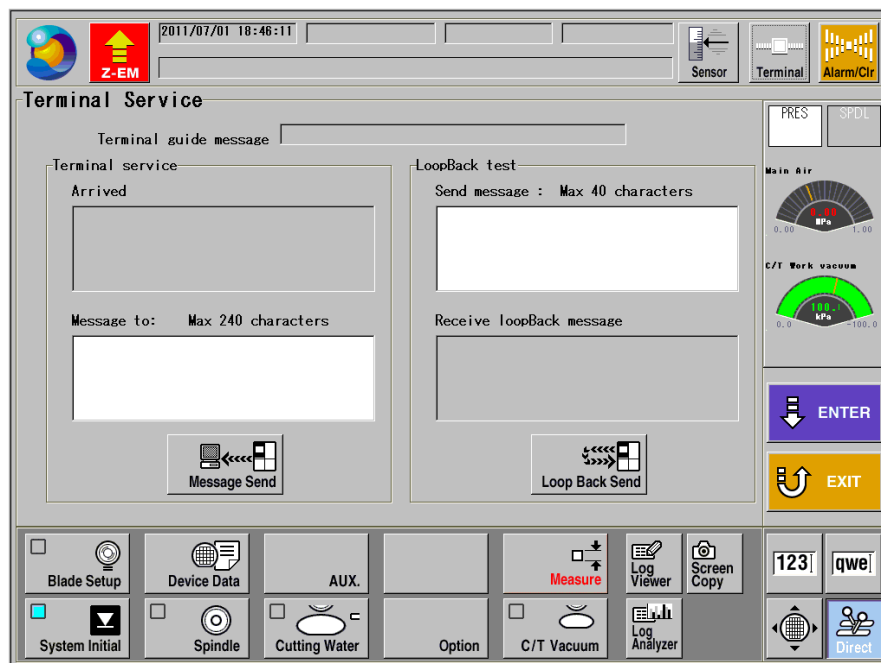 2011/07/01 18:46:11
Z-EM
Sensor
Terminal
Alarm/Clr
Terminal Service
Terminal guide message
Terminal service
Arrived
Message to: Max 240 characters
Message Send
LoopBack test
Send message : Max 40 characters
Receive loopBack message
Loop Back Send
PRES
SPDL
Main Air
0.00
MPa
0.00
1.00
C/T Work vacuum
kPa
0.0
-100.0
ENTER
EXIT
Blade Setup
Device Data
AUX.
Measure
Log
Viewer
Screen
Copy
123
qwe
System Initial
Spindle
Cutting Water
Option
C/T Vacuum
Log
Analyzer
Direct